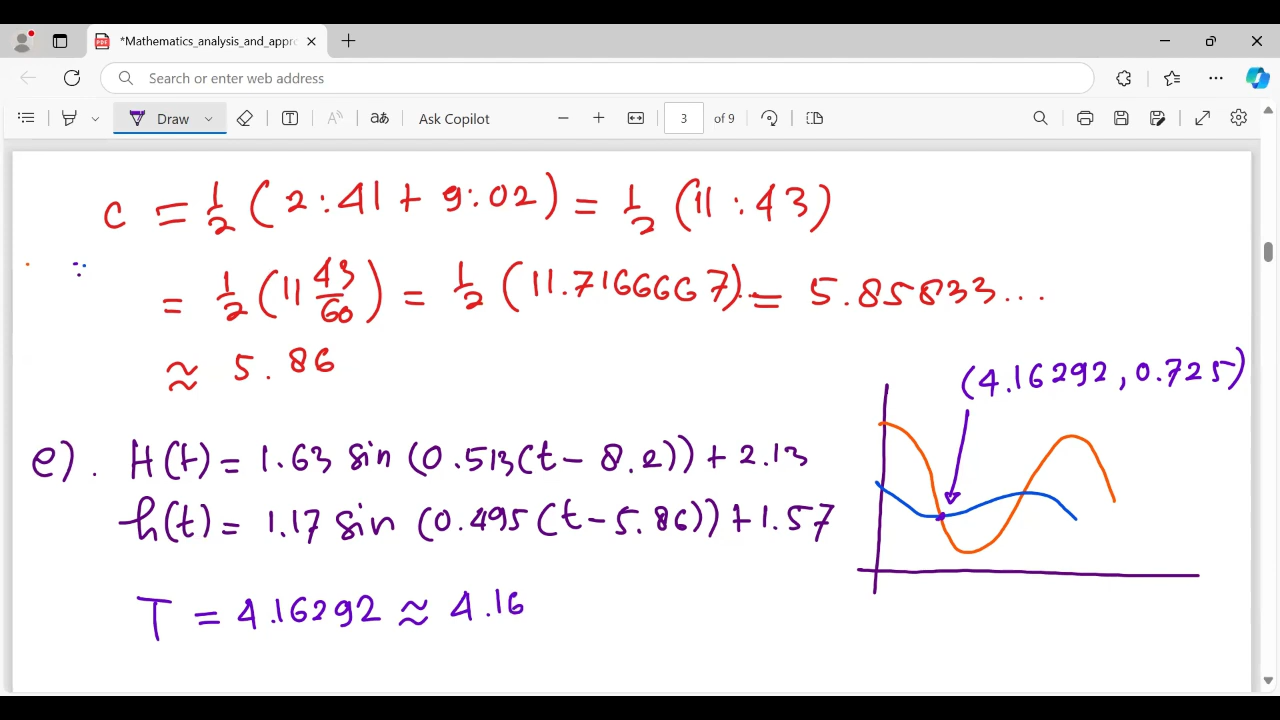 *Mathematics_analysis_and_appro
Search or enter web address
Draw
aあ
Ask Copilot
3 of 9
c = 1/2 (2:41 + 9:02) = 1/2 (11:43)
= 1/2 (11 43/60) = 1/2 (11.7166667)... = 5.85833...
≈ 5.86
(4.16292, 0.725)
e). H(t) = 1.63 sin (0.513(t - 8.2)) + 2.13
h(t) = 1.17 sin (0.495(t - 5.86)) + 1.57
T = 4.16292 ≈ 4.16